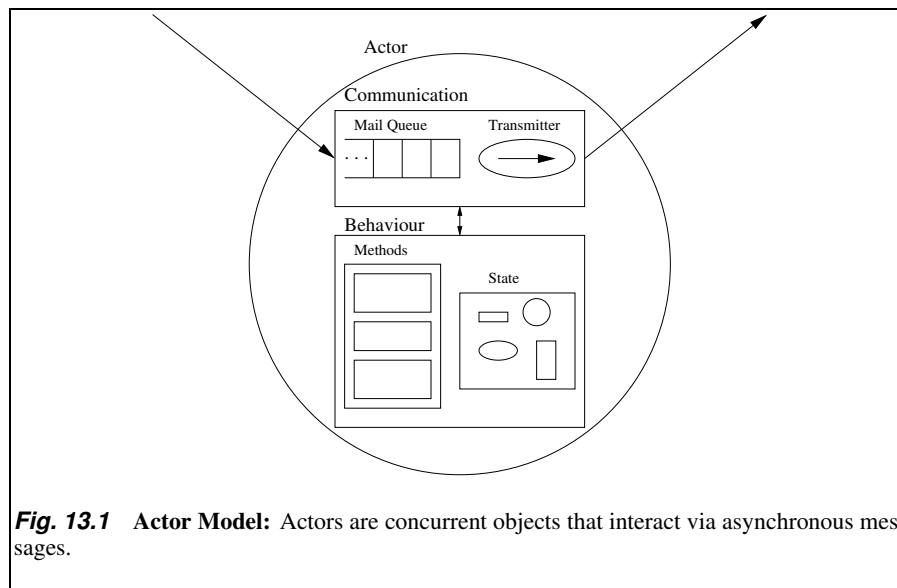 Actor
Communication
Mail Queue
Transmitter
. . .
Behaviour
Methods
State
Fig. 13.1 Actor Model: Actors are concurrent objects that interact via asynchronous mes
sages.